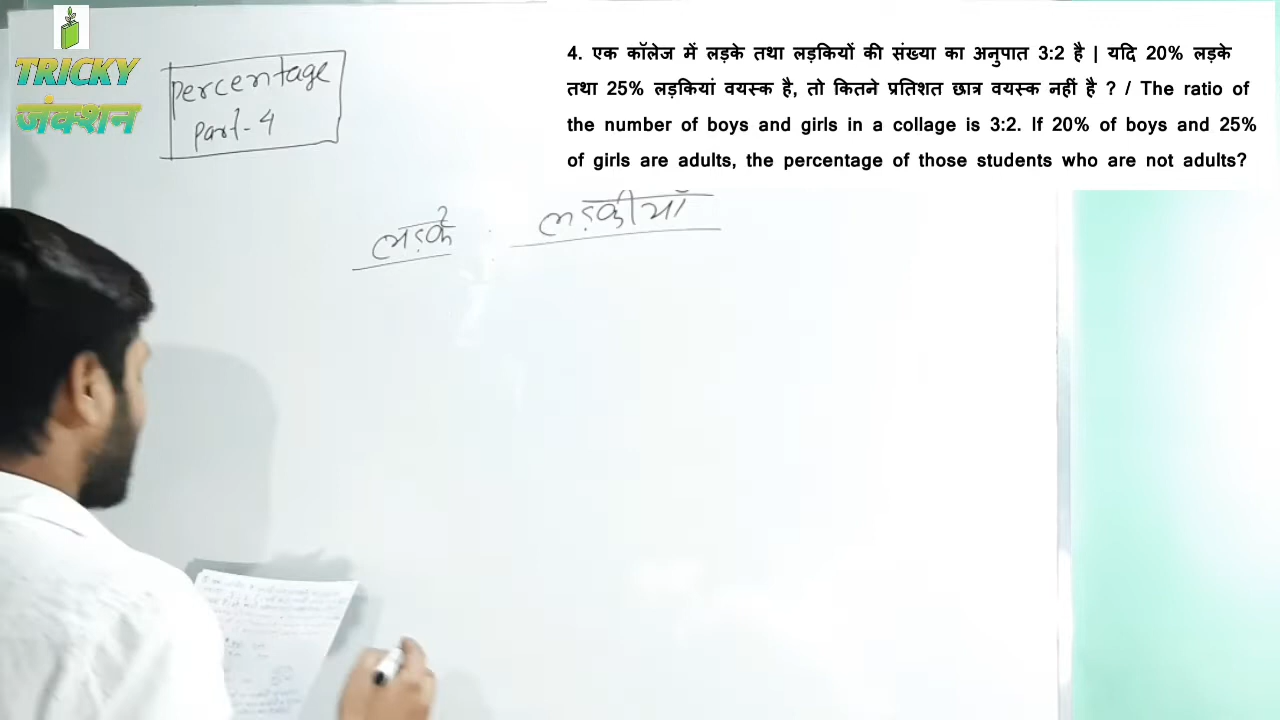 TRICKY
जंक्शन
percentage
part-4
4. एक कॉलेज में लड़के तथा लड़कियों की संख्या का अनुपात 3:2 है | यदि 20% लड़के
तथा 25% लड़कियां वयस्क है, तो कितने प्रतिशत छात्र वयस्क नहीं है ? / The ratio of
the number of boys and girls in a collage is 3:2. If 20% of boys and 25%
of girls are adults, the percentage of those students who are not adults?
लड़के : लड़कीयाँ